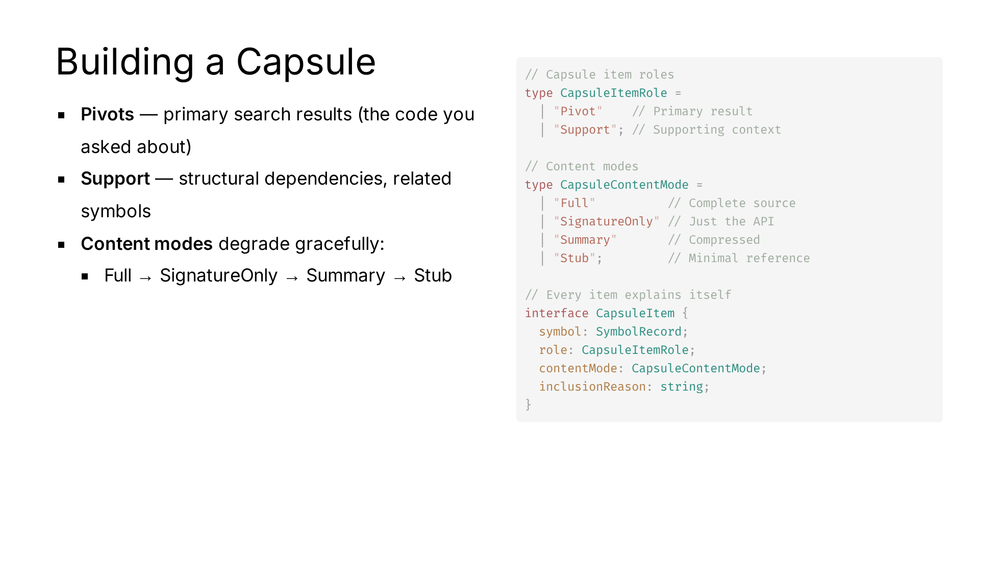 Building a Capsule
▪ Pivots — primary search results (the code you
asked about)
▪ Support — structural dependencies, related
symbols
▪ Content modes degrade gracefully:
▪ Full → SignatureOnly → Summary → Stub
// Capsule item roles
type CapsuleItemRole =
  | "Pivot"    // Primary result
  | "Support"; // Supporting context

// Content modes
type CapsuleContentMode =
  | "Full"          // Complete source
  | "SignatureOnly" // Just the API
  | "Summary"       // Compressed
  | "Stub";         // Minimal reference

// Every item explains itself
interface CapsuleItem {
  symbol: SymbolRecord;
  role: CapsuleItemRole;
  contentMode: CapsuleContentMode;
  inclusionReason: string;
}